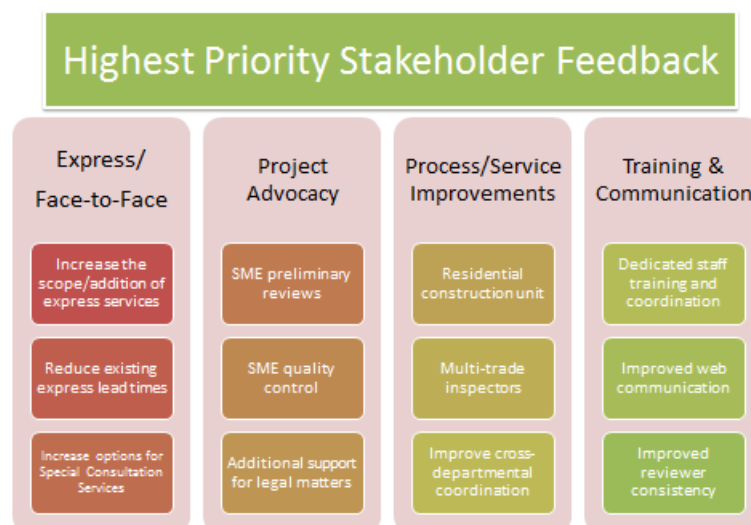 Highest Priority Stakeholder Feedback
Express/
Face-to-Face
Increase the
scope/addition of
express services
Reduce existing
express lead times
Increase options for
Special Consultation
Services
Project
Advocacy
SME preliminary
reviews
SME quality
control
Additional support
for legal matters
Process/Service
Improvements
Residential
construction unit
Multi-trade
inspectors
Improve cross-
departmental
coordination
Training &
Communication
Dedicated staff
training and
coordination
Improved web
communication
Improved
reviewer
consistency